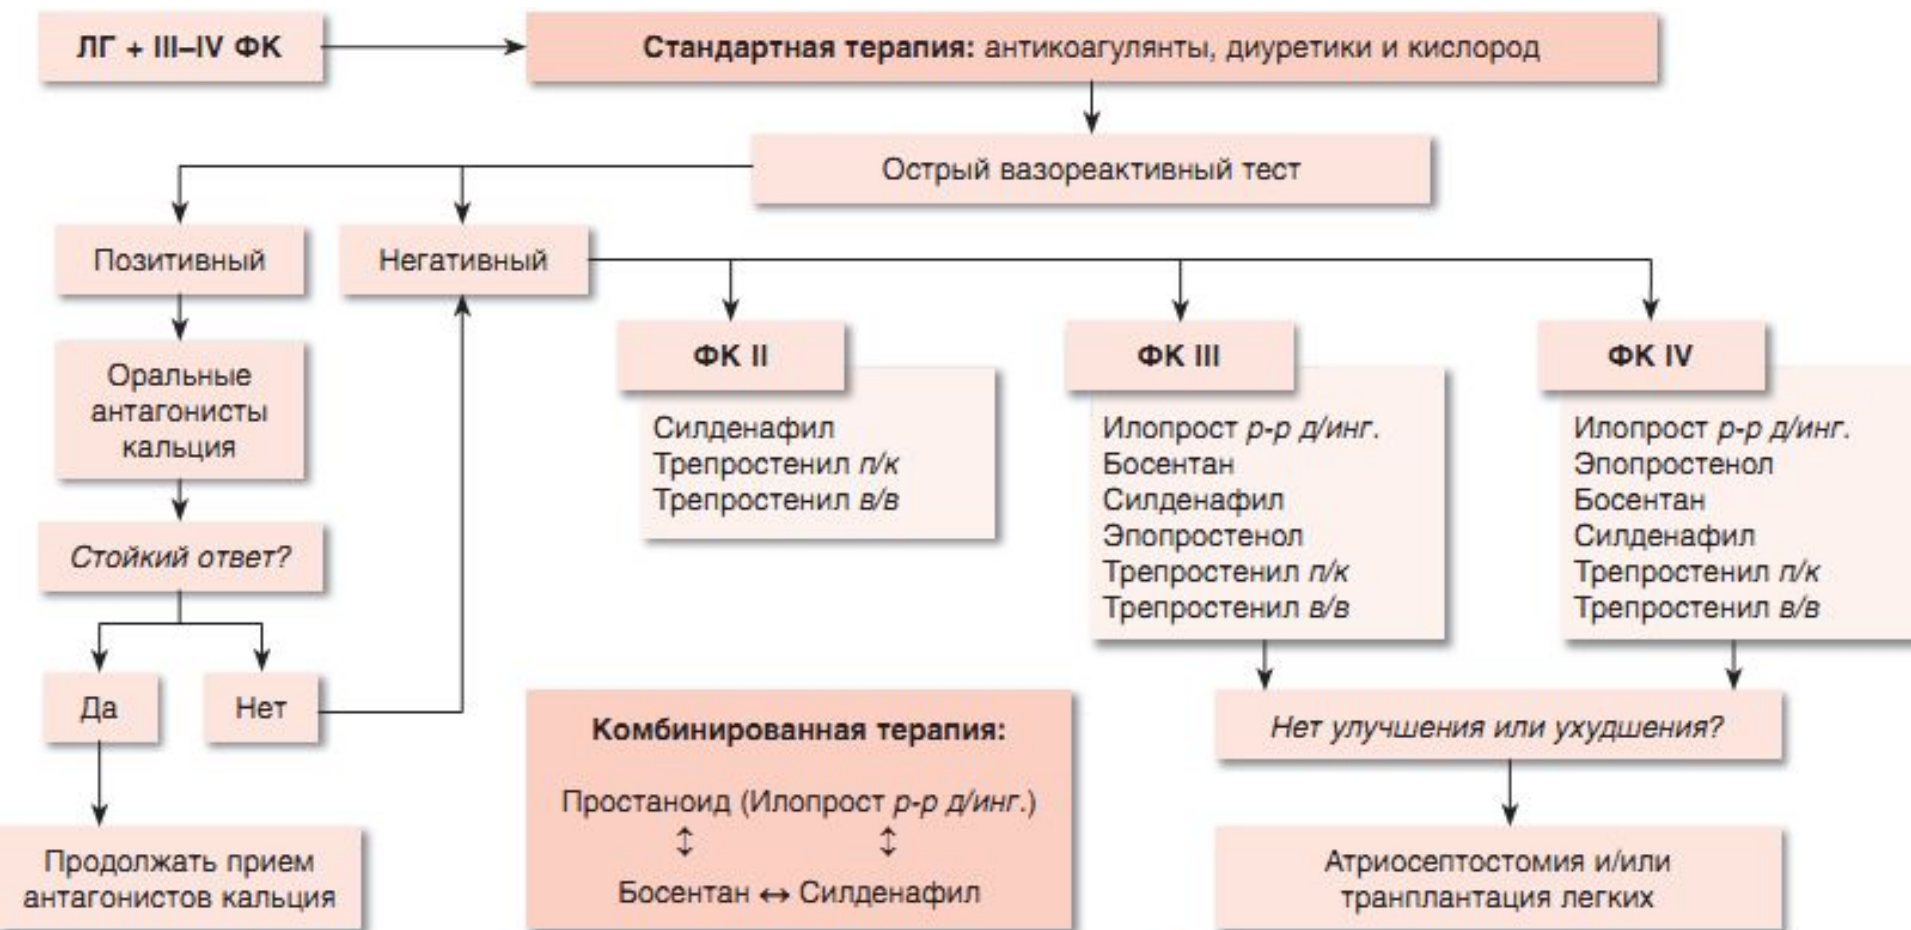 ЛГ + III–IV ФК
Стандартная терапия: антикоагулянты, диуретики и кислород
Острый вазореактивный тест
Позитивный
Негативный
Оральные
антагонисты
кальция
Стойкий ответ?
Да
Нет
Продолжать прием
антагонистов кальция
ФК II
Силденафил
Трепростенил п/к
Трепростенил в/в
ФК III
Илопрост р-р д/инг.
Босентан
Силденафил
Эпопростенол
Трепростенил п/к
Трепростенил в/в
ФК IV
Илопрост р-р д/инг.
Эпопростенол
Босентан
Силденафил
Трепростенил п/к
Трепростенил в/в
Комбинированная терапия:
Простаноид (Илопрост р-р д/инг.)
↕ ↕
Босентан ↔ Силденафил
Нет улучшения или ухудшения?
Атриосептостомия и/или
транплантация легких